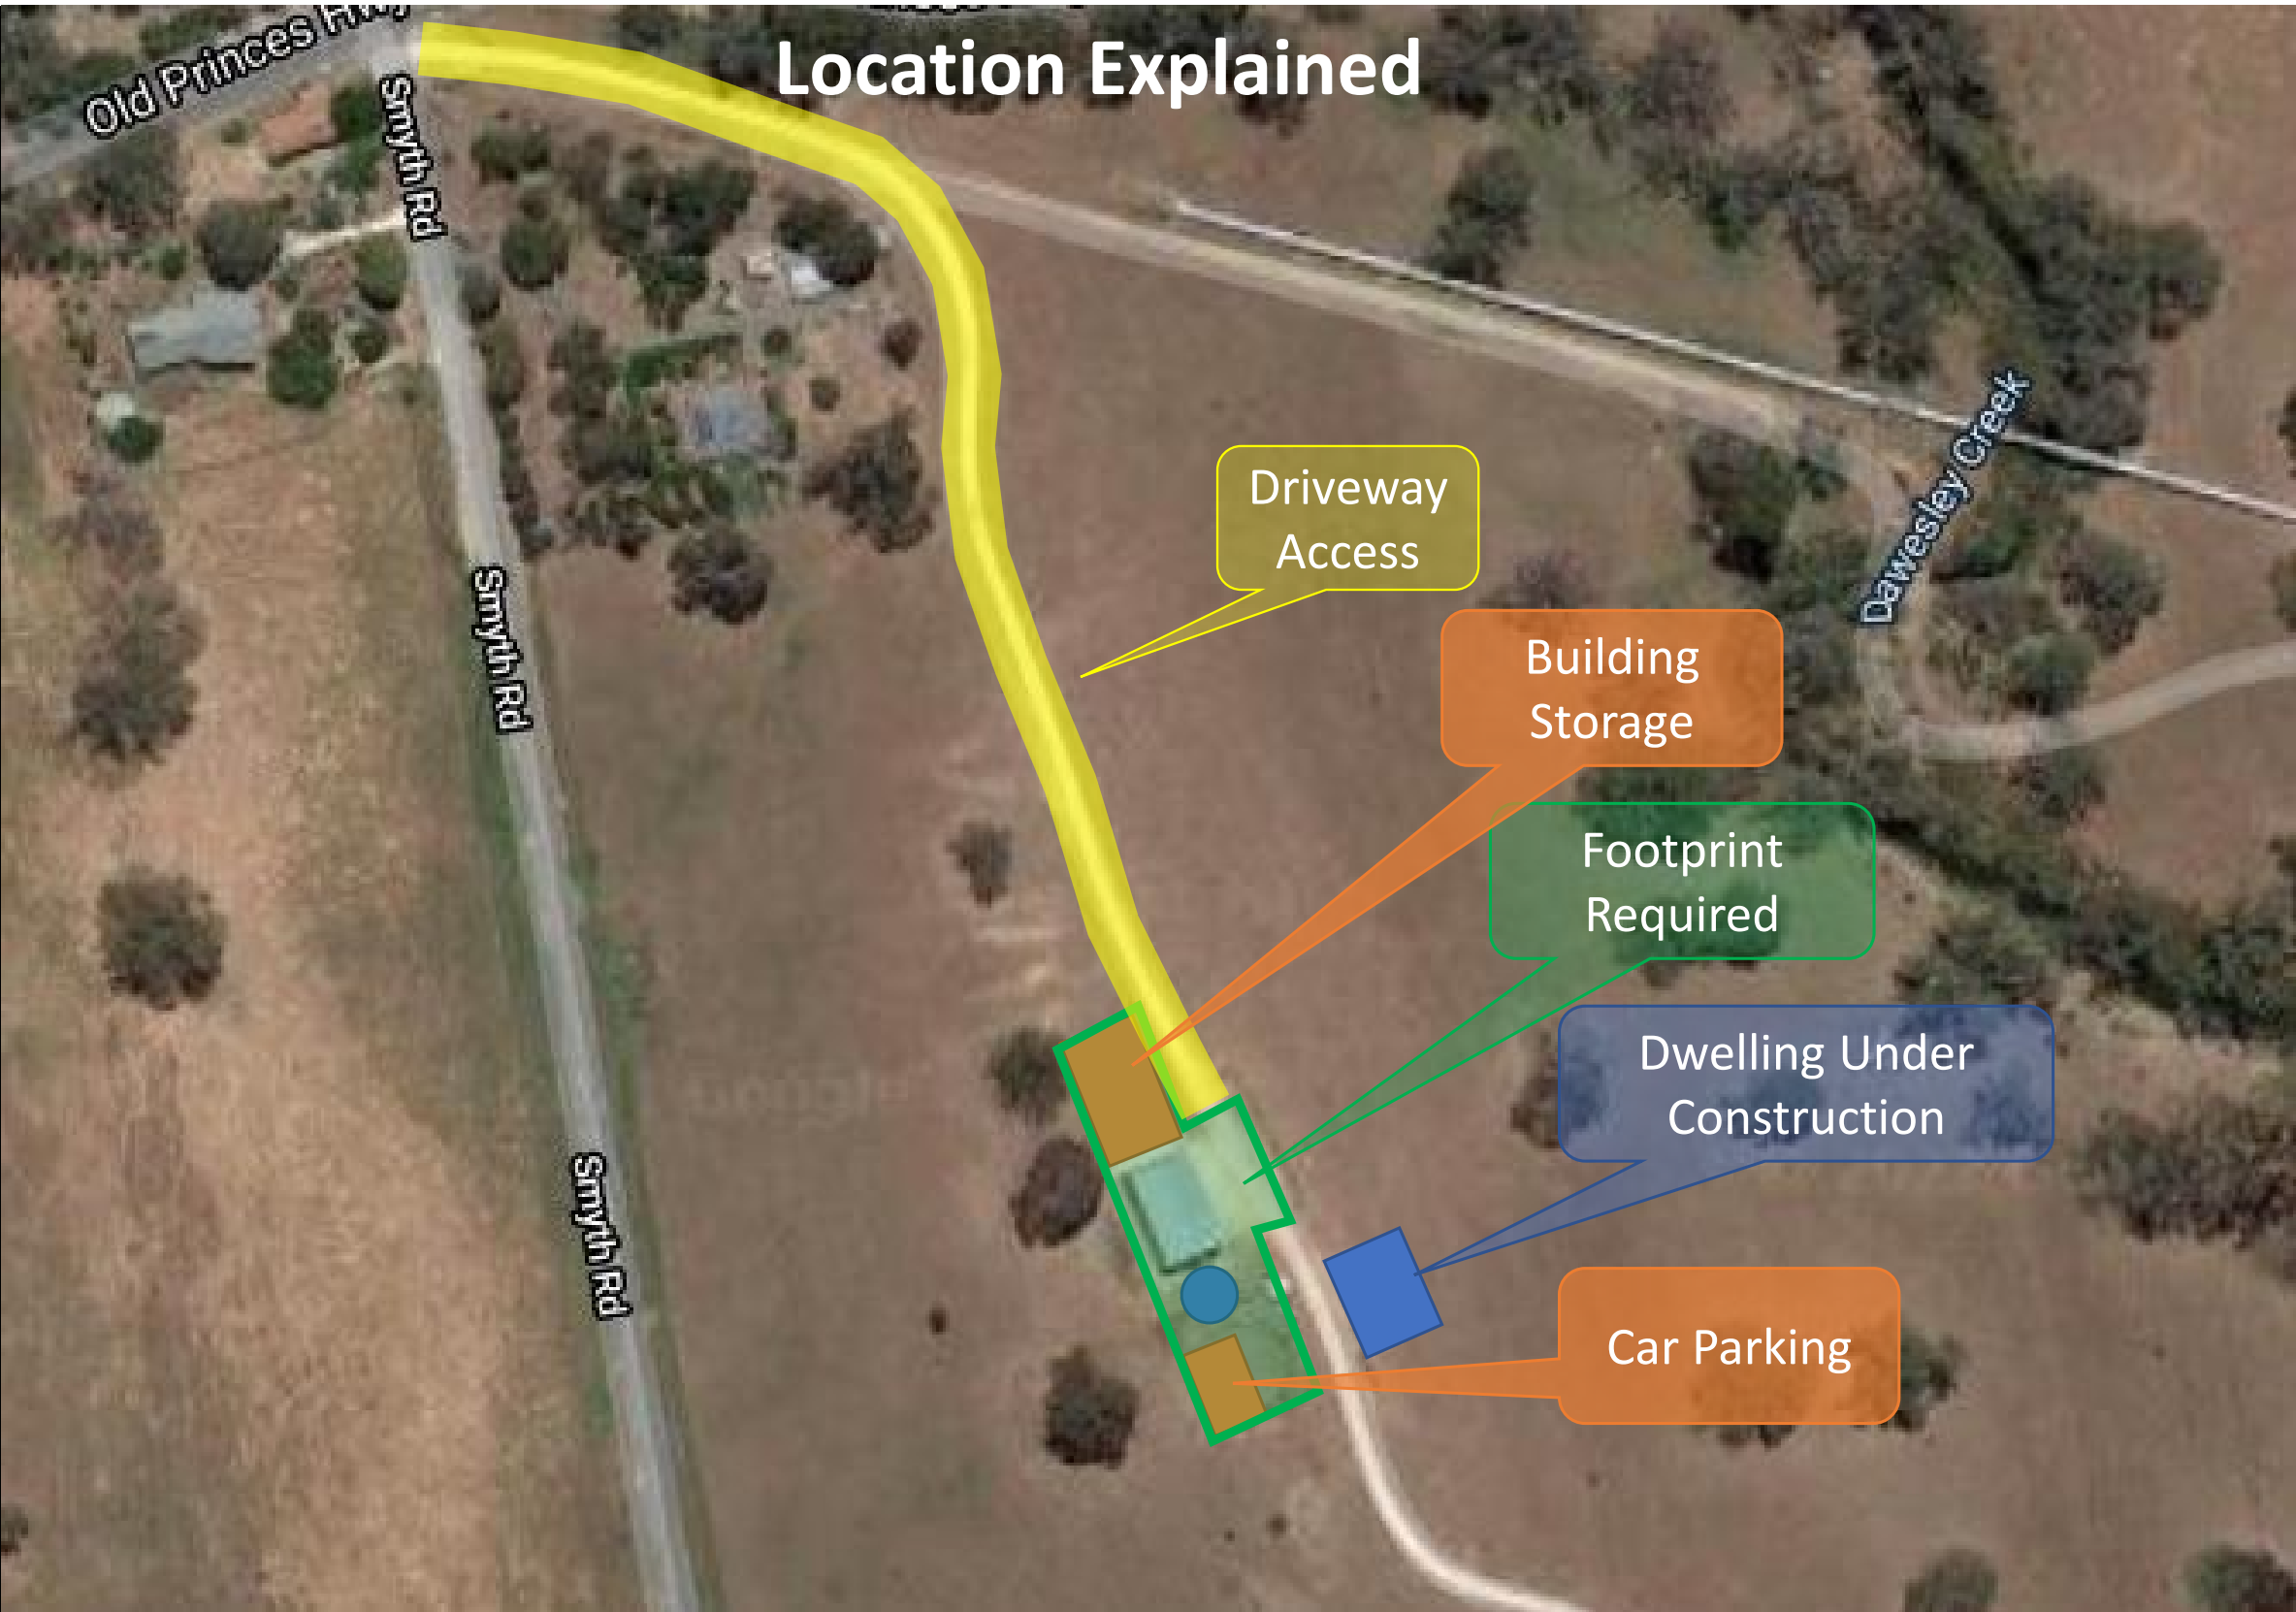 Old Princes Hwy
Location Explained
Smyth Rd
Dawesley Creek
Driveway
Access
Smyth Rd
Building
Storage
Footprint
Required
Dwelling Under
Construction
Smyth Rd
Car Parking